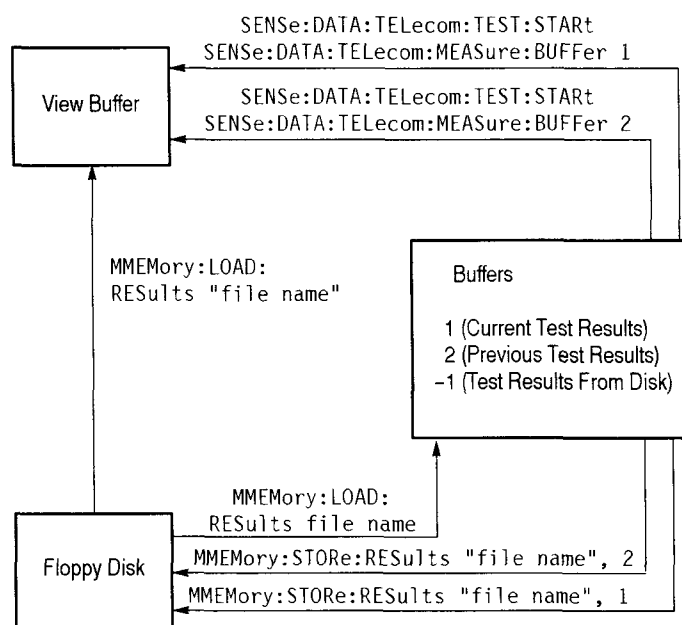 SENSe:DATA:TELecom:TEST:STARt
SENSe:DATA:TELecom:MEASure:BUFFer 1
View Buffer
SENSe:DATA:TELecom:TEST:STARt
SENSe:DATA:TELecom:MEASure:BUFFer 2
MMEMory:LOAD:
RESults "file name"
Buffers
1 (Current Test Results)
2 (Previous Test Results)
–1 (Test Results From Disk)
MMEMory:LOAD:
RESults file name
Floppy Disk
MMEMory:STORe:RESults "file name", 2
MMEMory:STORe:RESults "file name", 1